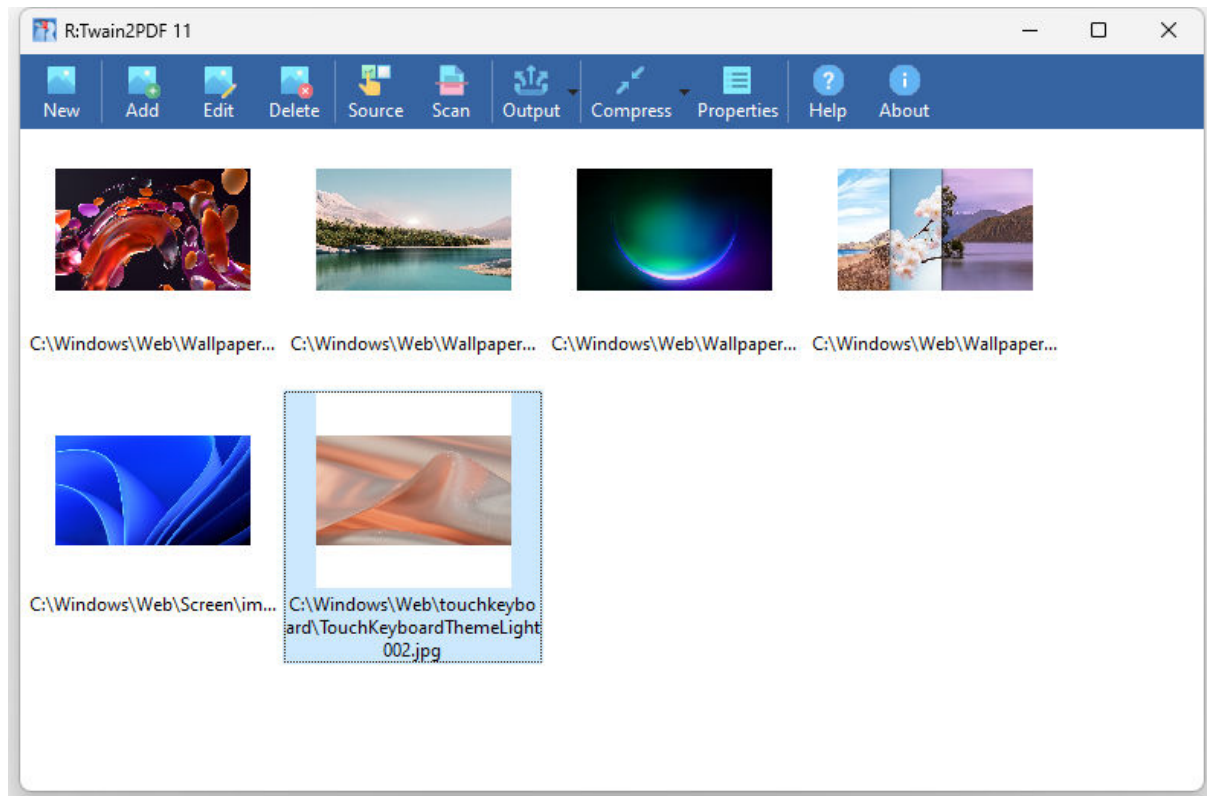 R:Twain2PDF 11
New Add Edit Delete Source Scan Output Compress Properties Help About
C:\Windows\Web\Wallpaper... C:\Windows\Web\Wallpaper... C:\Windows\Web\Wallpaper... C:\Windows\Web\Wallpaper...
C:\Windows\Web\Screen\im... C:\Windows\Web\touchkeybo
ard\TouchKeyboardThemeLight
002.jpg